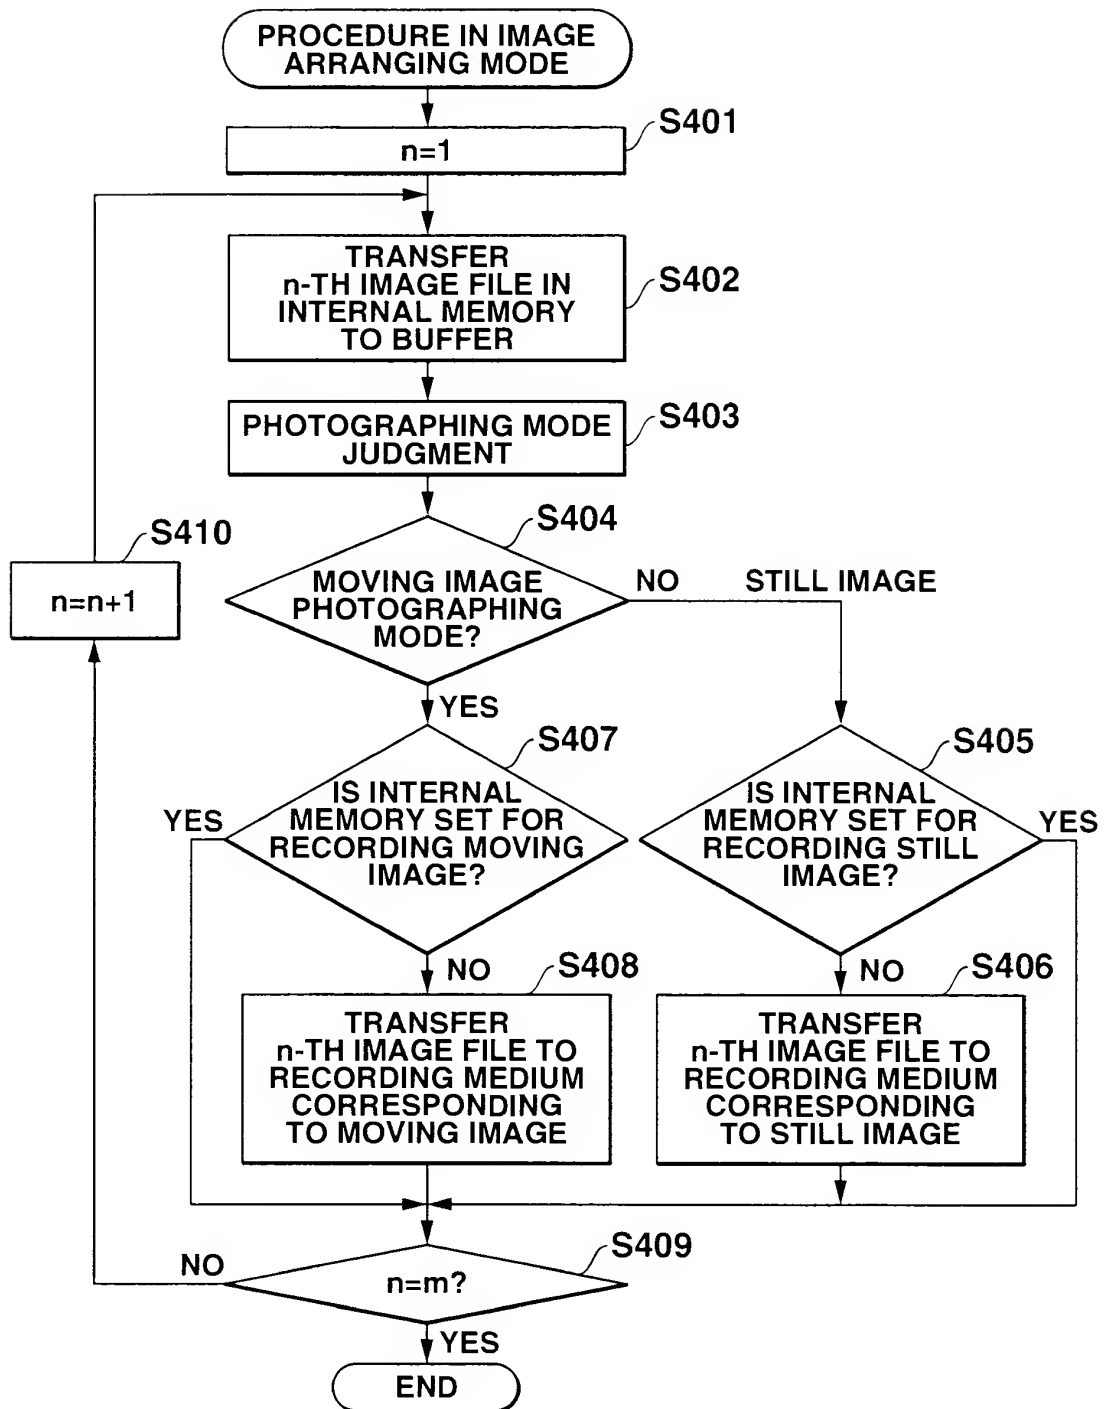 PROCEDURE IN IMAGE
ARRANGING MODE
S401
n=1
TRANSFER
n-TH IMAGE FILE IN
INTERNAL MEMORY
TO BUFFER
S402
PHOTOGRAPHING MODE
JUDGMENT
S403
S404
MOVING IMAGE
PHOTOGRAPHING
MODE?
NO
STILL IMAGE
S410
n=n+1
YES
S407
IS INTERNAL
MEMORY SET FOR
RECORDING MOVING
IMAGE?
YES
S405
IS INTERNAL
MEMORY SET FOR
RECORDING STILL
IMAGE?
YES
NO
S408
TRANSFER
n-TH IMAGE FILE TO
RECORDING MEDIUM
CORRESPONDING
TO MOVING IMAGE
NO
S406
TRANSFER
n-TH IMAGE FILE TO
RECORDING MEDIUM
CORRESPONDING
TO STILL IMAGE
S409
NO
n=m?
YES
END